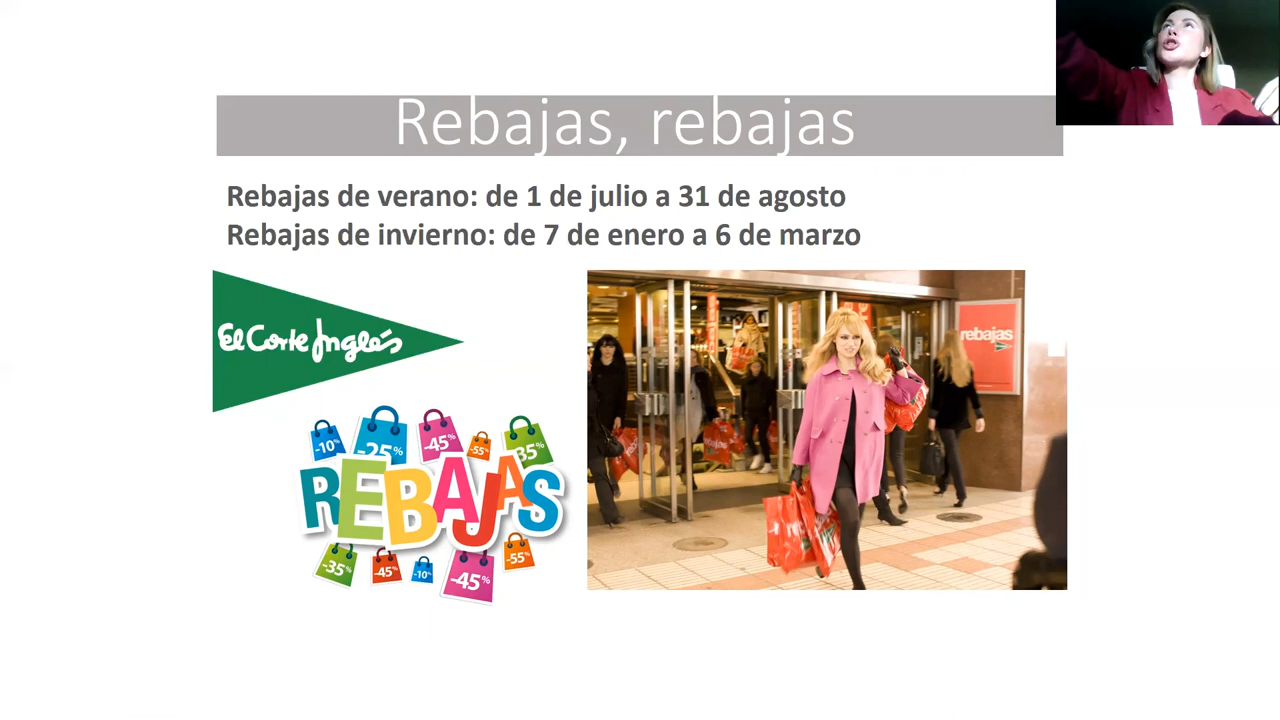 Rebajas, rebajas
Rebajas de verano: de 1 de julio a 31 de agosto
Rebajas de invierno: de 7 de enero a 6 de marzo
El Corte Inglés
-10%
-25%
-45%
-55%
-35%
REBAJAS
-35%
-45%
-10%
-45%
-55%
rebajas
rebajas